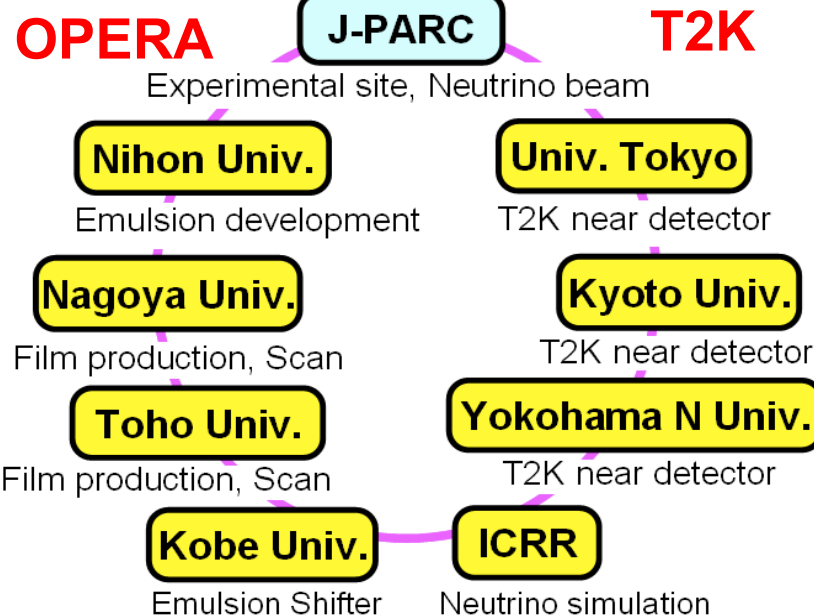 OPERA
J-PARC
T2K
Experimental site, Neutrino beam
Nihon Univ.
Univ. Tokyo
Emulsion development
T2K near detector
Nagoya Univ.
Kyoto Univ.
Film production, Scan
T2K near detector
Toho Univ.
Yokohama N Univ.
Film production, Scan
T2K near detector
Kobe Univ.
ICRR
Emulsion Shifter
Neutrino simulation